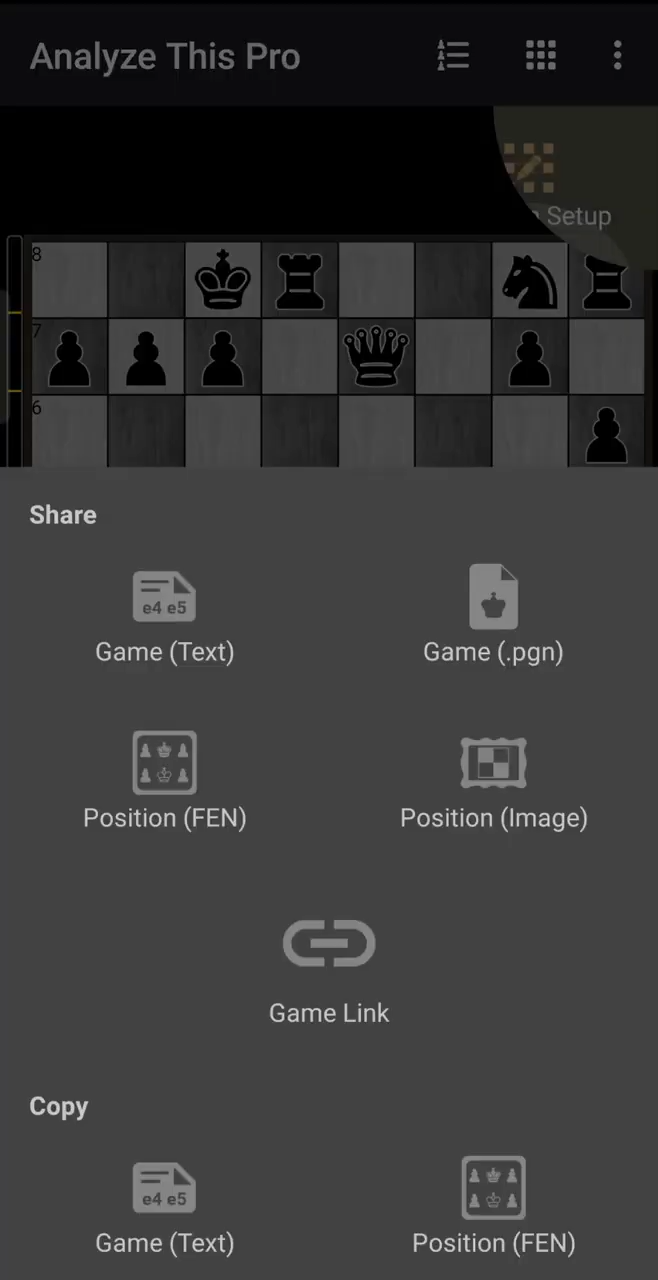 Analyze This Pro
Setup
8
7
6
Share
e4 e5
Game (Text)
Game (.pgn)
Position (FEN)
Position (Image)
Game Link
Copy
e4 e5
Game (Text)
Position (FEN)